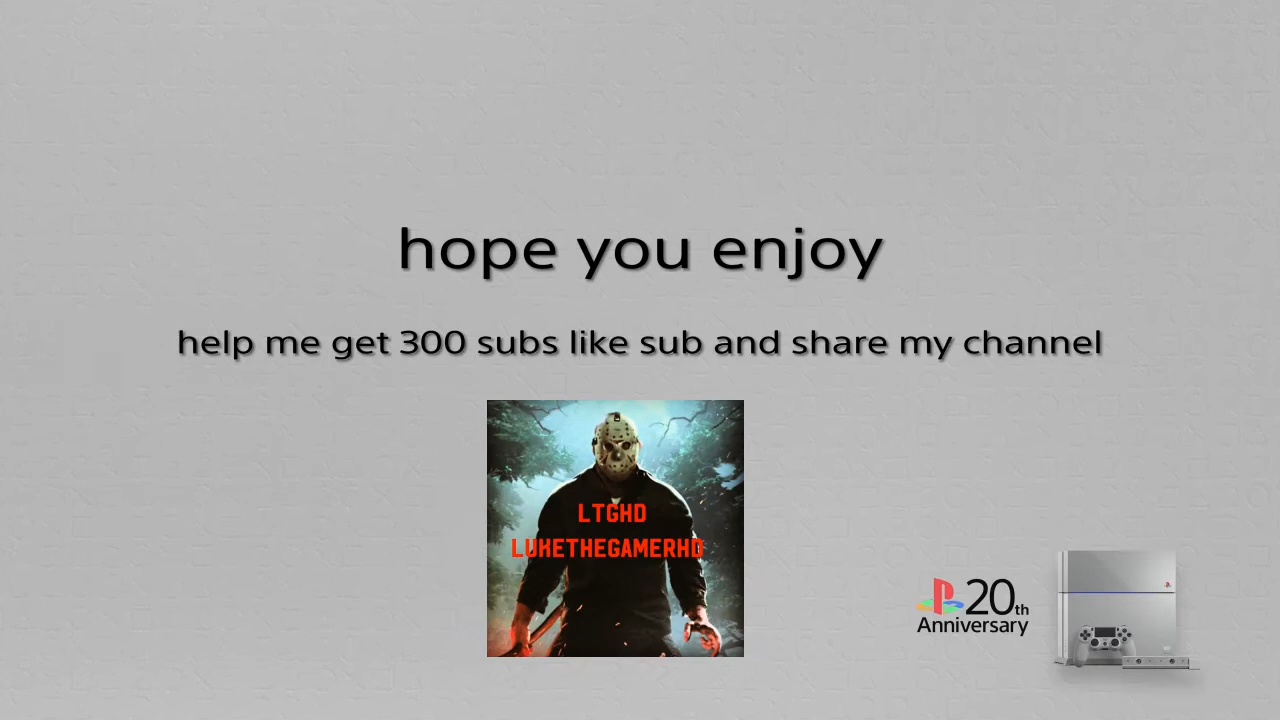 hope you enjoy
help me get 300 subs like sub and share my channel
LTGHD
LUKETHEGAMERHD
20th
Anniversary